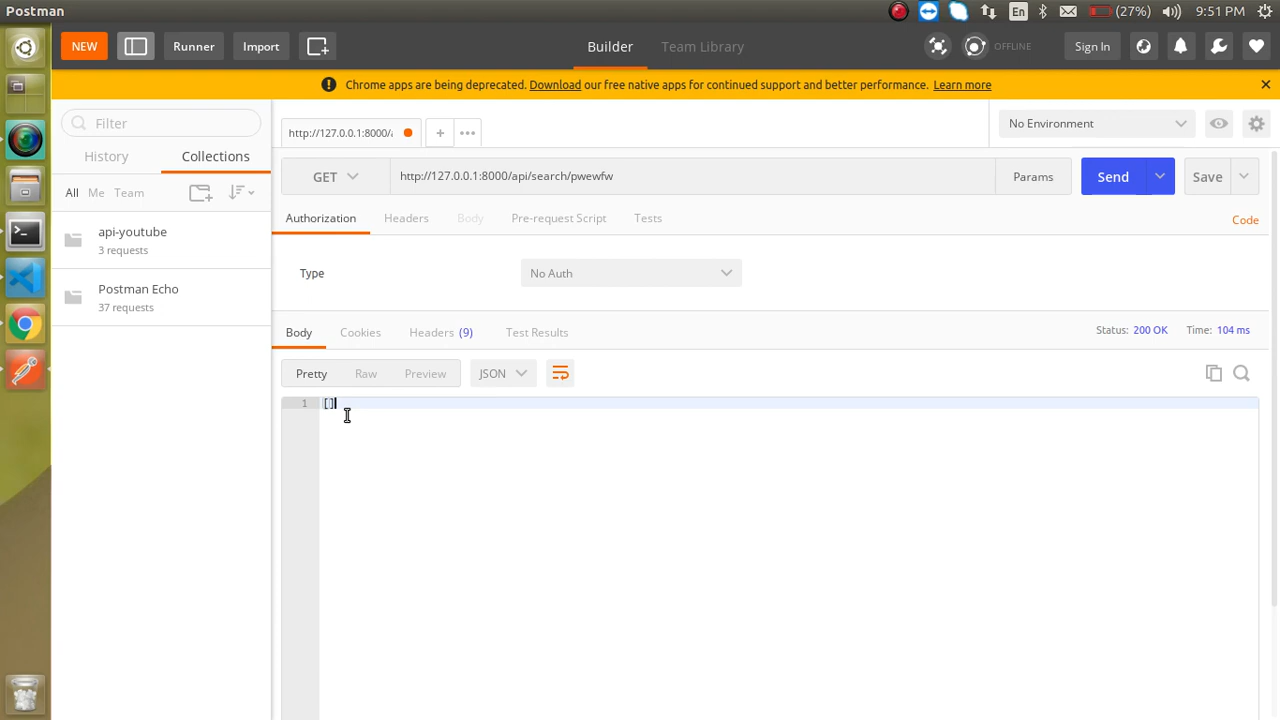 Postman
En
(27%)
9:51 PM
NEW
Runner
Import
Builder
Team Library
OFFLINE
Sign In
Chrome apps are being deprecated. Download our free native apps for continued support and better performance. Learn more
Filter
History
Collections
All
Me
Team
api-youtube
3 requests
Postman Echo
37 requests
http://127.0.0.1:8000/a
No Environment
GET
http://127.0.0.1:8000/api/search/pwewfw
Params
Send
Save
Authorization
Headers
Body
Pre-request Script
Tests
Code
Type
No Auth
Body
Cookies
Headers (9)
Test Results
Status: 200 OK
Time: 104 ms
Pretty
Raw
Preview
JSON
1
[]